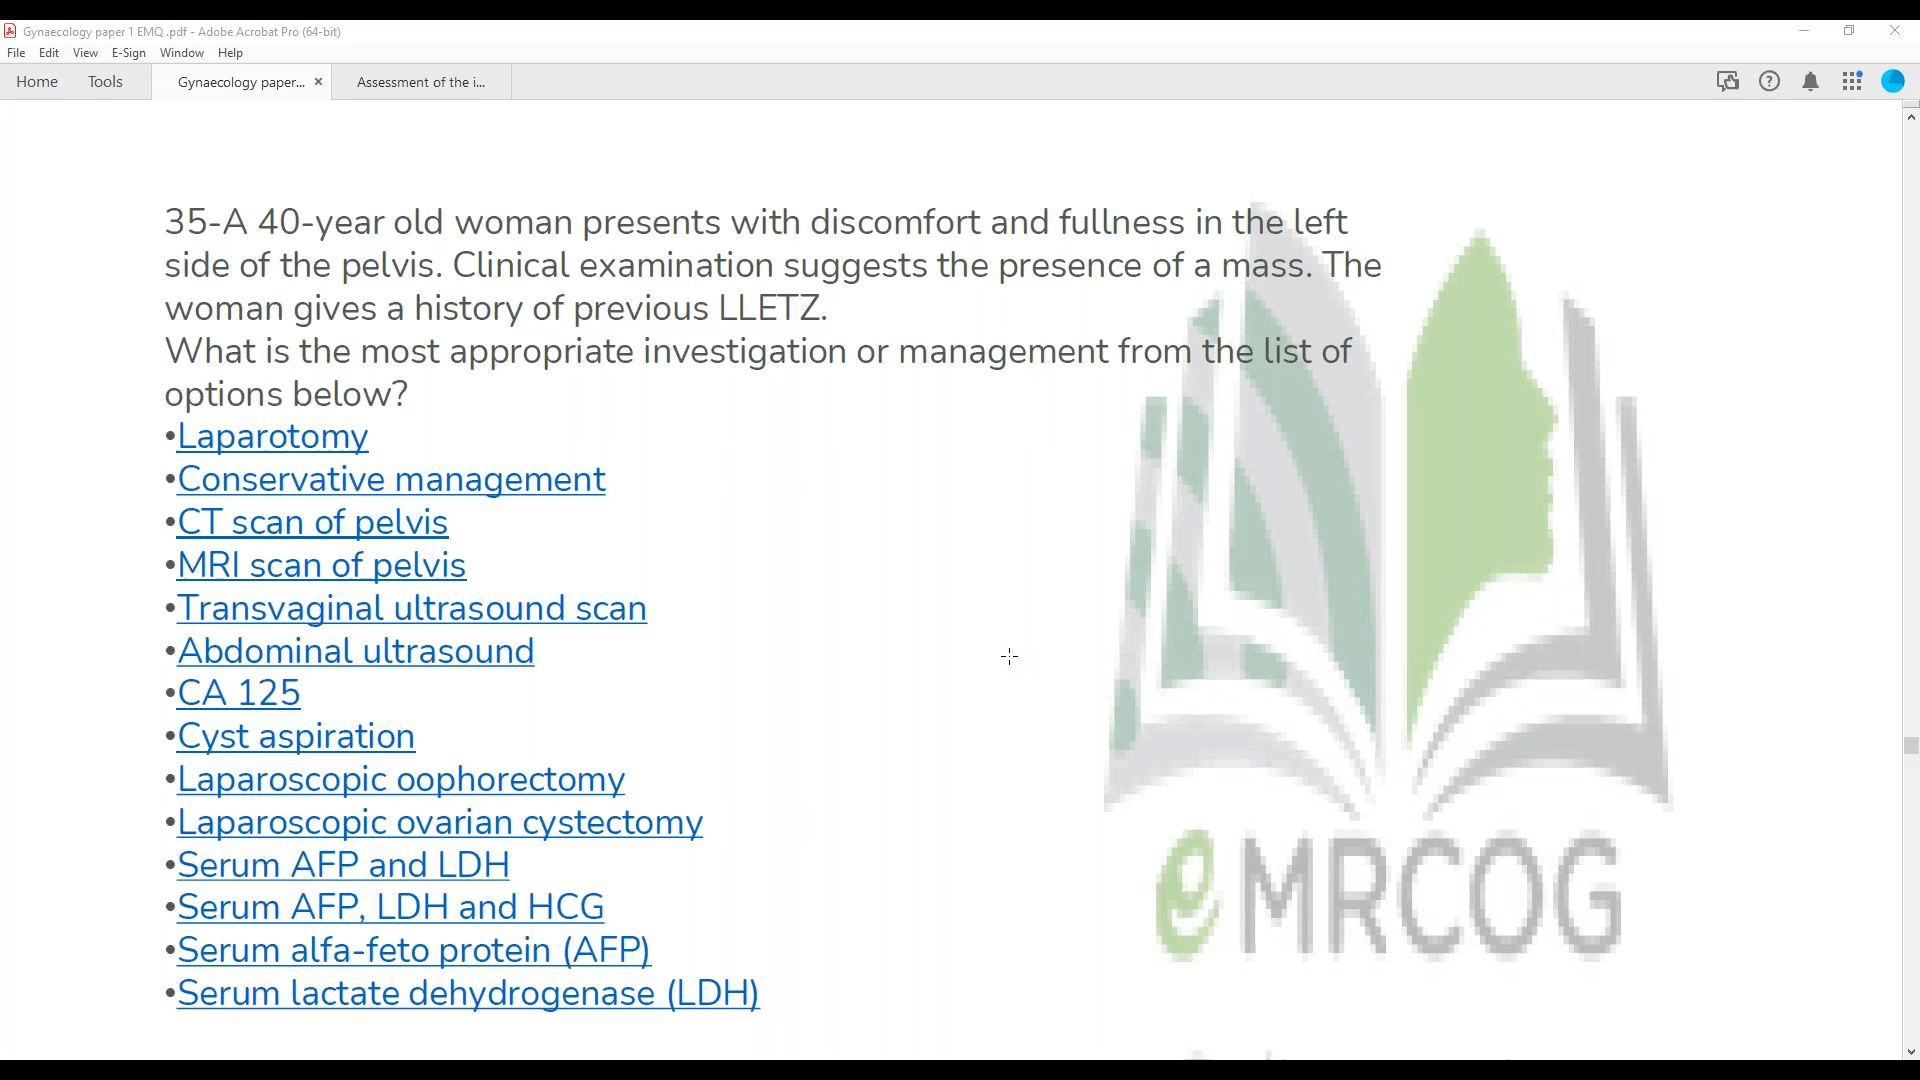 Gynaecology paper 1 EMQ .pdf - Adobe Acrobat Pro (64-bit)
File Edit View E-Sign Window Help
Home Tools Gynaecology paper... × Assessment of the i...
35-A 40-year old woman presents with discomfort and fullness in the left
side of the pelvis. Clinical examination suggests the presence of a mass. The
woman gives a history of previous LLETZ.
What is the most appropriate investigation or management from the list of
options below?
•Laparotomy
•Conservative management
•CT scan of pelvis
•MRI scan of pelvis
•Transvaginal ultrasound scan
•Abdominal ultrasound
•CA 125
•Cyst aspiration
•Laparoscopic oophorectomy
•Laparoscopic ovarian cystectomy
•Serum AFP and LDH
•Serum AFP, LDH and HCG
•Serum alfa-feto protein (AFP)
•Serum lactate dehydrogenase (LDH)
eMRCOG